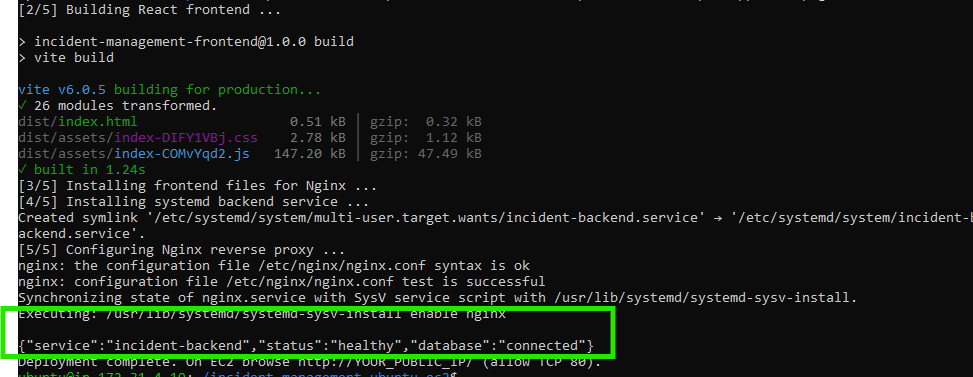 [2/5] Building React frontend ...
> incident-management-frontend@1.0.0 build
> vite build
vite v6.0.5 building for production...
✓ 26 modules transformed.
dist/index.html                   0.51 kB │ gzip:  0.32 kB
dist/assets/index-DIFY1VBj.css    2.78 kB │ gzip:  1.12 kB
dist/assets/index-COMvYqd2.js   147.20 kB │ gzip: 47.49 kB
✓ built in 1.24s
[3/5] Installing frontend files for Nginx ...
[4/5] Installing systemd backend service ...
Created symlink '/etc/systemd/system/multi-user.target.wants/incident-backend.service' → '/etc/systemd/system/incident-b
ackend.service'.
[5/5] Configuring Nginx reverse proxy ...
nginx: the configuration file /etc/nginx/nginx.conf syntax is ok
nginx: configuration file /etc/nginx/nginx.conf test is successful
Synchronizing state of nginx.service with SysV service script with /usr/lib/systemd/systemd-sysv-install.
Executing: /usr/lib/systemd/systemd-sysv-install enable nginx
{"service":"incident-backend","status":"healthy","database":"connected"}
Deployment complete. On EC2 browse http://YOUR_PUBLIC_IP/ (allow TCP 80).